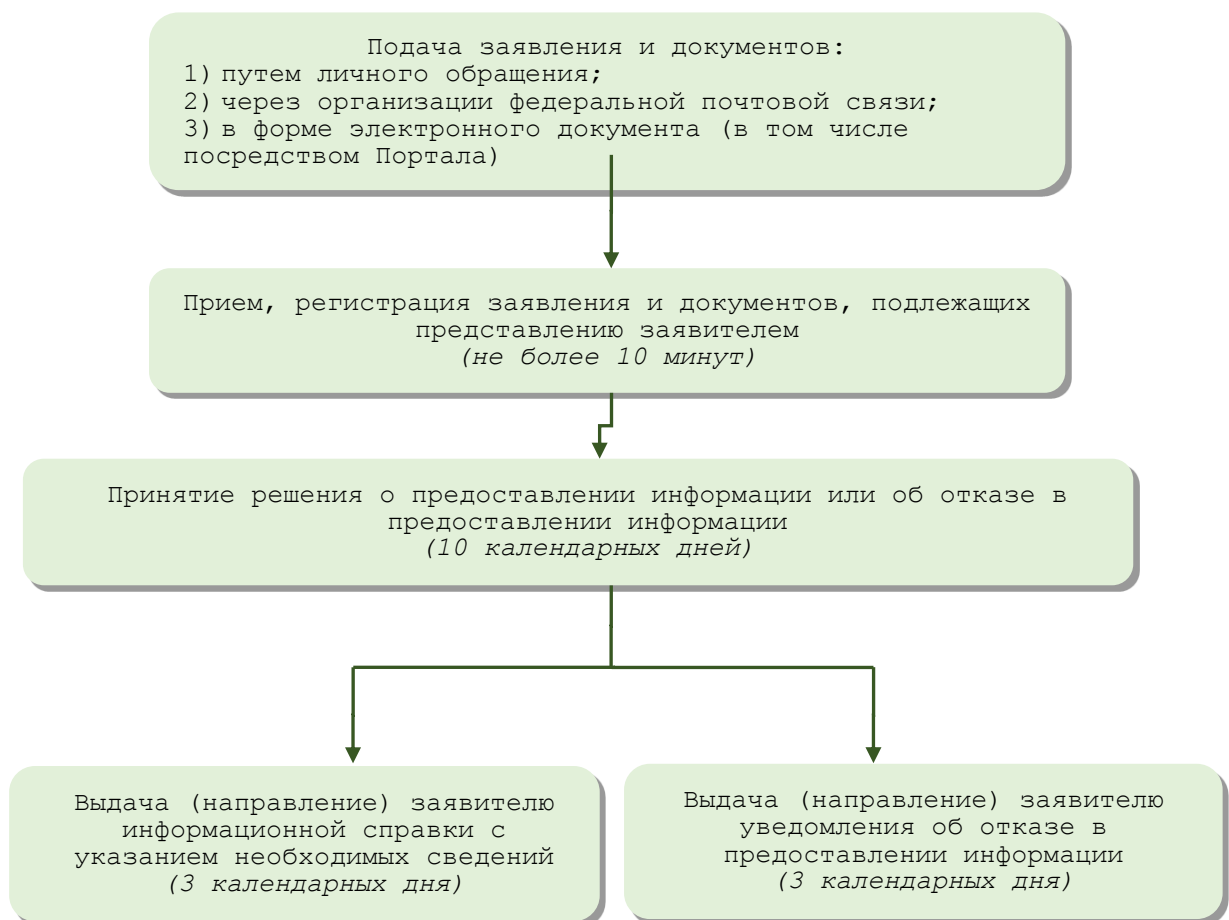 Подача заявления и документов:
1) путем личного обращения;
2) через организации федеральной почтовой связи;
3) в форме электронного документа (в том числе
посредством Портала)
Прием, регистрация заявления и документов, подлежащих
представлению заявителем
(не более 10 минут)
Принятие решения о предоставлении информации или об отказе в
предоставлении информации
(10 календарных дней)
Выдача (направление) заявителю
информационной справки с
указанием необходимых сведений
(3 календарных дня)
Выдача (направление) заявителю
уведомления об отказе в
предоставлении информации
(3 календарных дня)